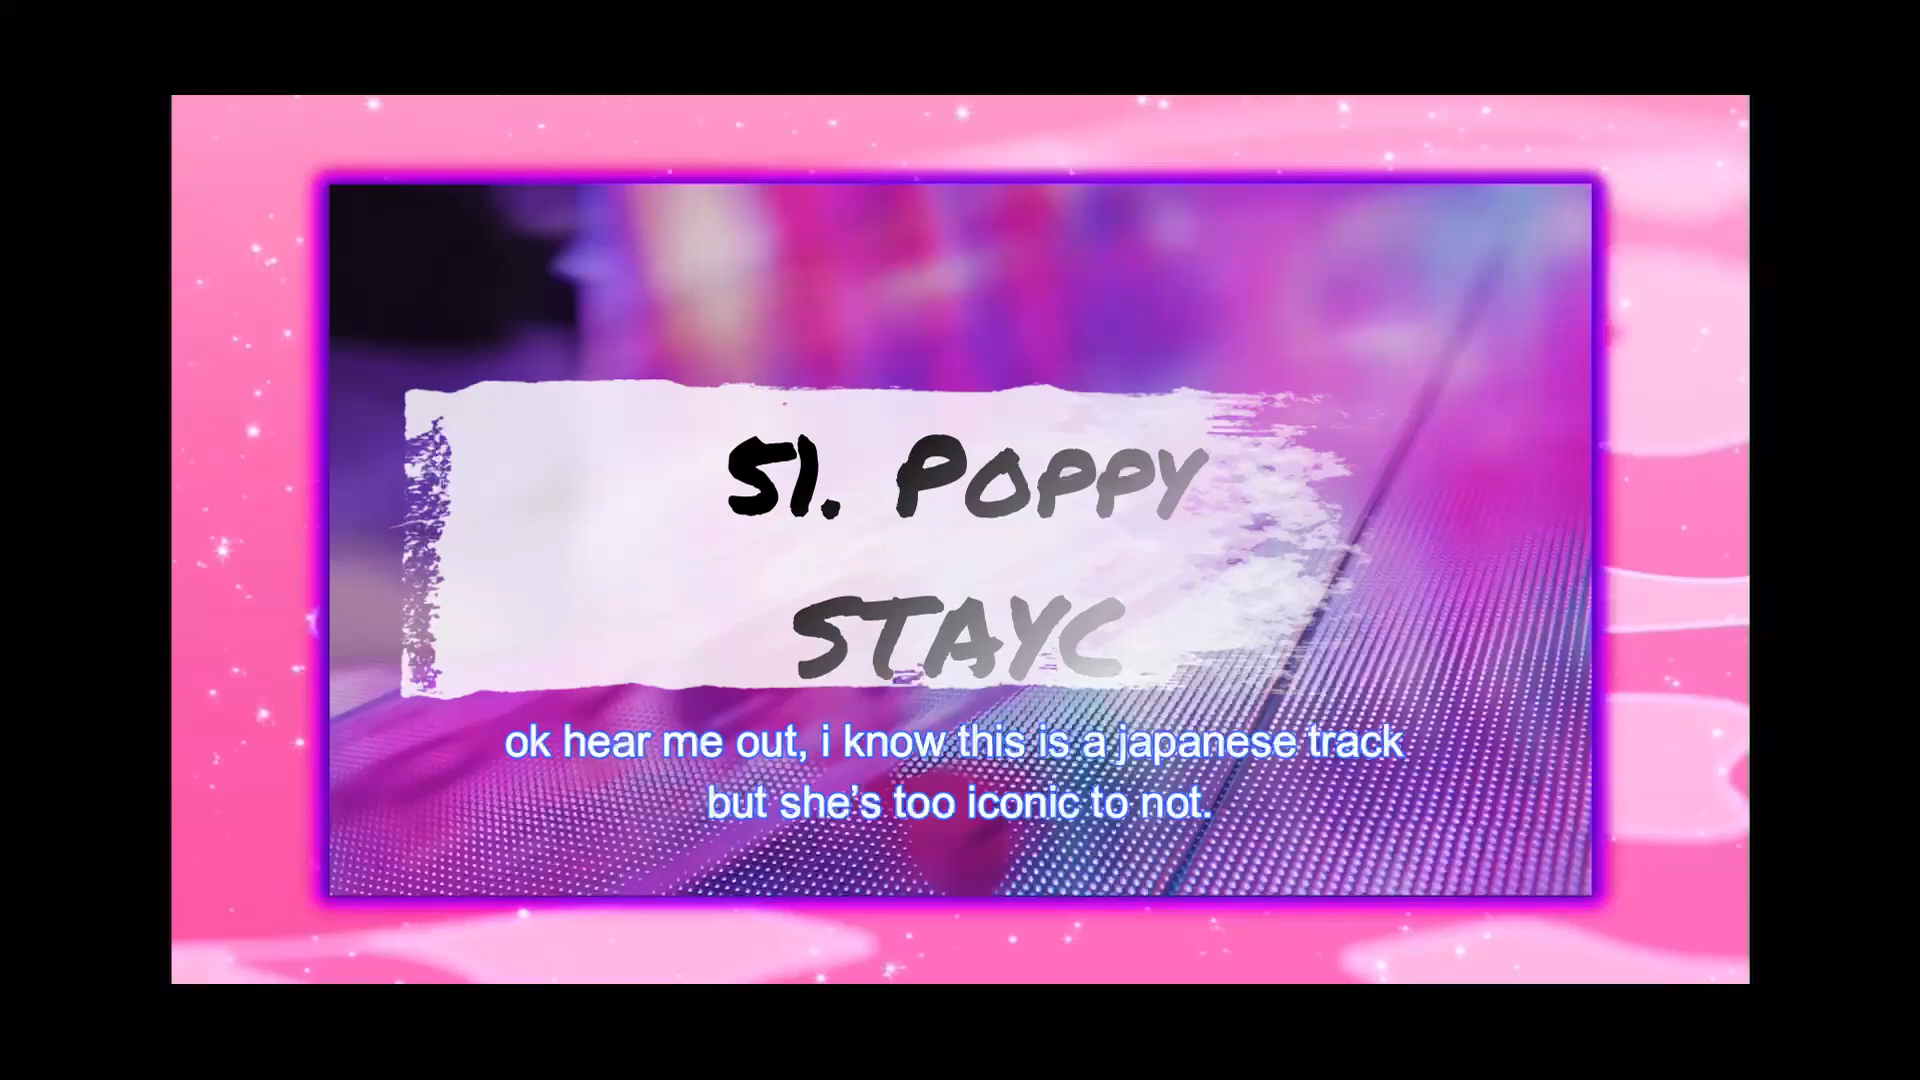 51. POPPY
STAYC
ok hear me out, i know this is a japanese track
but she’s too iconic to not.